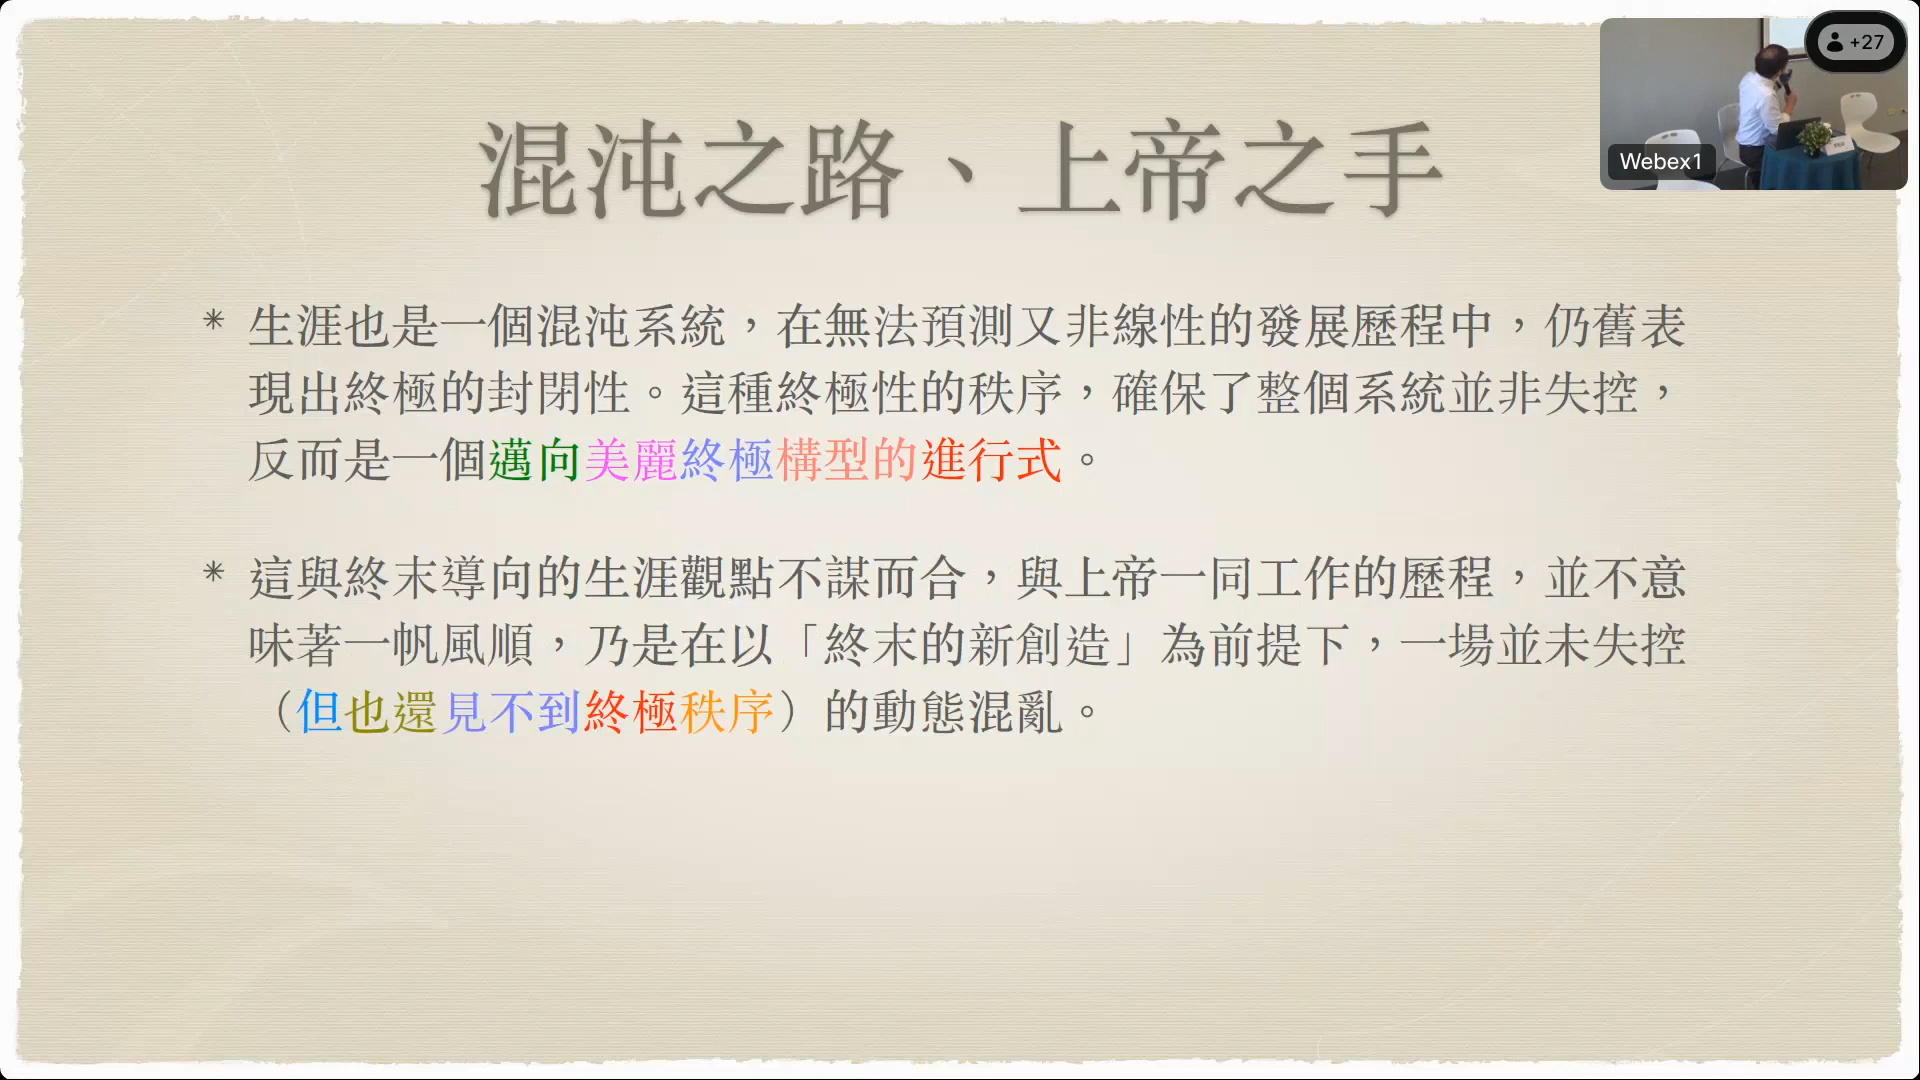 混沌之路、上帝之手
+27
Webex1
* 生涯也是一個混沌系統，在無法預測又非線性的發展歷程中，仍舊表
現出終極的封閉性。這種終極性的秩序，確保了整個系統並非失控，
反而是一個邁向美麗終極構型的進行式。
* 這與終末導向的生涯觀點不謀而合，與上帝一同工作的歷程，並不意
味著一帆風順，乃是在以「終末的新創造」為前提下，一場並未失控
（但也還見不到終極秩序）的動態混亂。